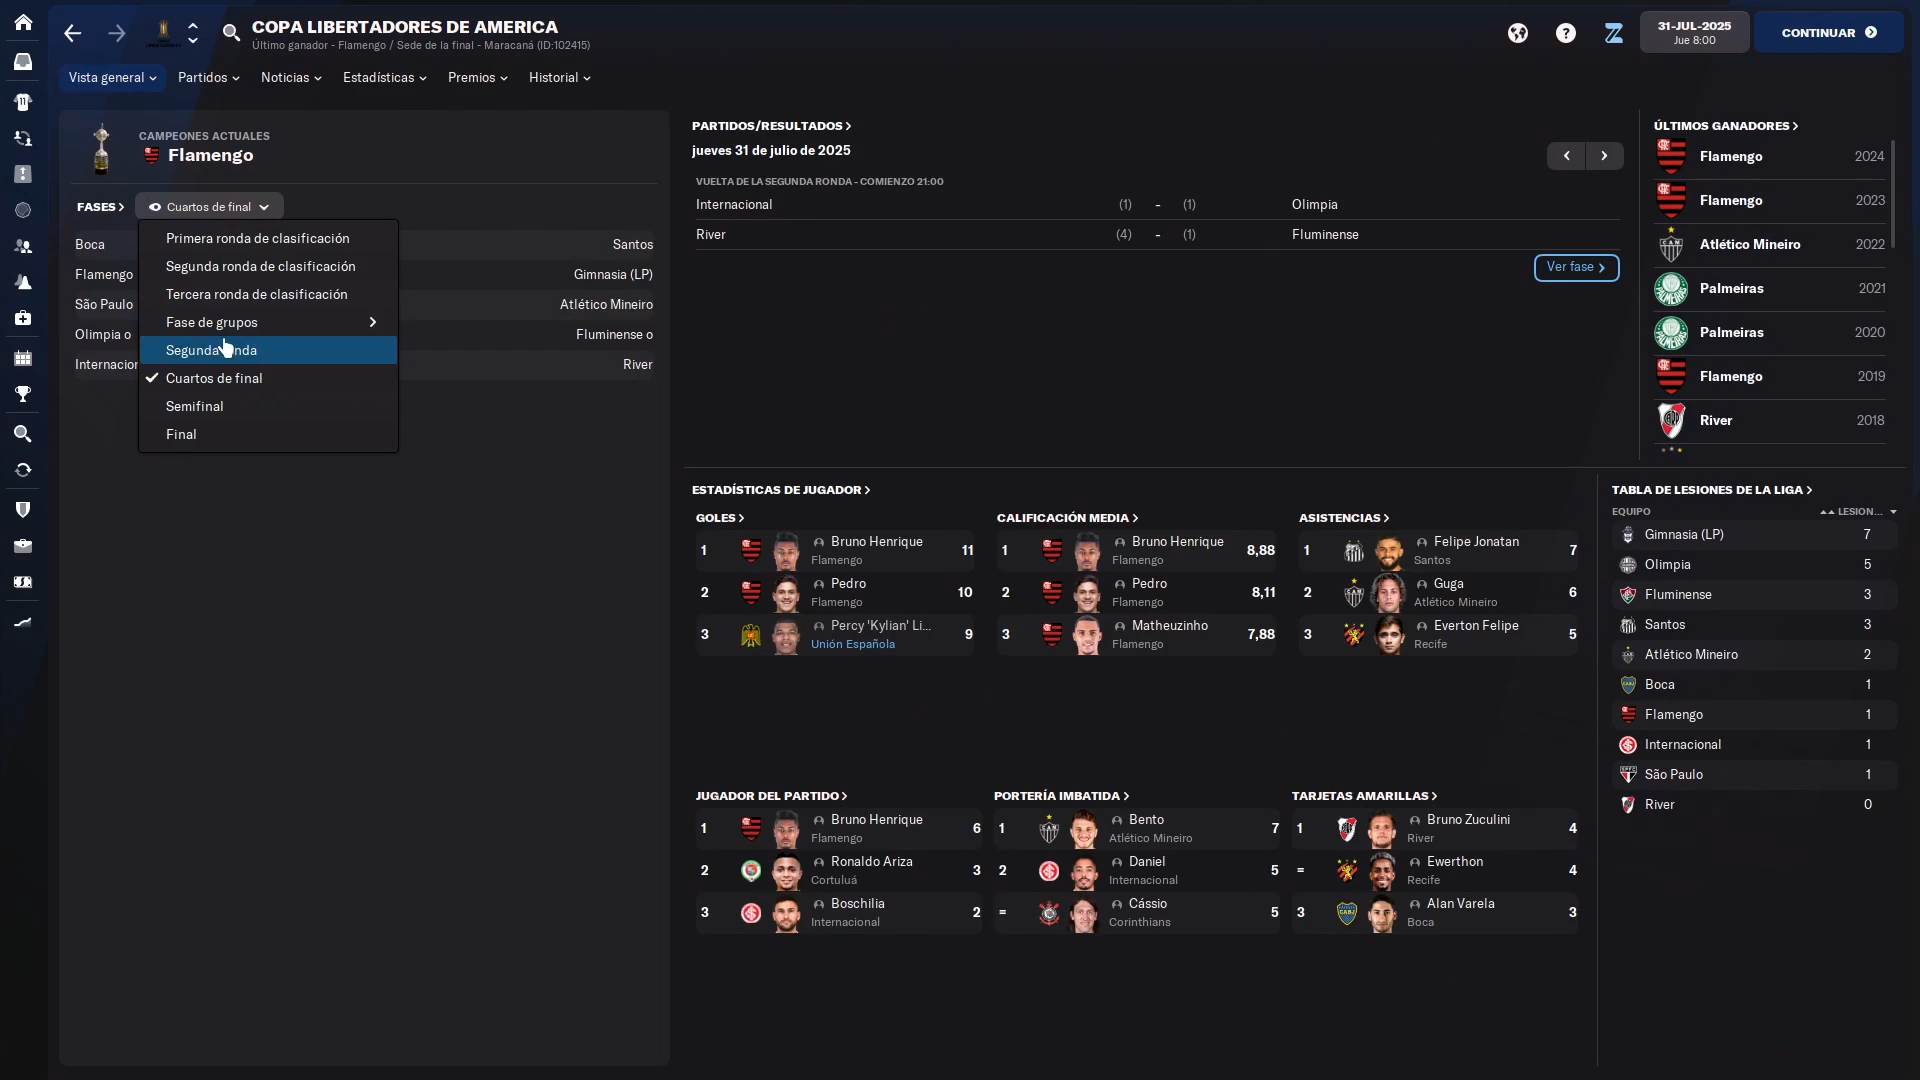 COPA LIBERTADORES DE AMERICA
Último ganador - Flamengo / Sede de la final - Maracaná (ID:102415)
31-JUL-2025
Jue 8:00
CONTINUAR
Vista general
Partidos
Noticias
Estadísticas
Premios
Historial
CAMPEONES ACTUALES
Flamengo
FASES
Cuartos de final
Boca
Santos
Flamengo
Gimnasia (LP)
São Paulo
Atlético Mineiro
Olimpia o
Fluminense o
River
Primera ronda de clasificación
Segunda ronda de clasificación
Tercera ronda de clasificación
Fase de grupos
Segunda
Cuartos de final
Semifinal
Final
PARTIDOS/RESULTADOS
jueves 31 de julio de 2025
VUELTA DE LA SEGUNDA RONDA - COMIENZO 21:00
Internacional (1) - (1) Olimpia
River (4) - (1) Fluminense
Ver fase
ÚLTIMOS GANADORES
Flamengo 2024
Flamengo 2023
Atlético Mineiro 2022
Palmeiras 2021
Palmeiras 2020
Flamengo 2019
River 2018
ESTADÍSTICAS DE JUGADOR
GOLES
1 Bruno Henrique 11
Flamengo
2 Pedro 10
Flamengo
3 Percy 'Kylian' Li... 9
Unión Española
CALIFICACIÓN MEDIA
1 Bruno Henrique 8,88
Flamengo
2 Pedro 8,11
Flamengo
3 Matheuzinho 7,88
Flamengo
ASISTENCIAS
1 Felipe Jonatan 7
Santos
2 Guga 6
Atlético Mineiro
3 Everton Felipe 5
Recife
JUGADOR DEL PARTIDO
1 Bruno Henrique 6
Flamengo
2 Ronaldo Ariza 3
Cortuluá
3 Boschilia 2
Internacional
PORTERÍA IMBATIDA
1 Bento 7
Atlético Mineiro
2 Daniel 5
Internacional
= Cássio 5
Corinthians
TARJETAS AMARILLAS
1 Bruno Zuculini 4
River
= Ewerthon 4
Recife
3 Alan Varela 3
Boca
TABLA DE LESIONES DE LA LIGA
EQUIPO LESION...
Gimnasia (LP) 7
Olimpia 5
Fluminense 3
Santos 3
Atlético Mineiro 2
Boca 1
Flamengo 1
Internacional 1
São Paulo 1
River 0